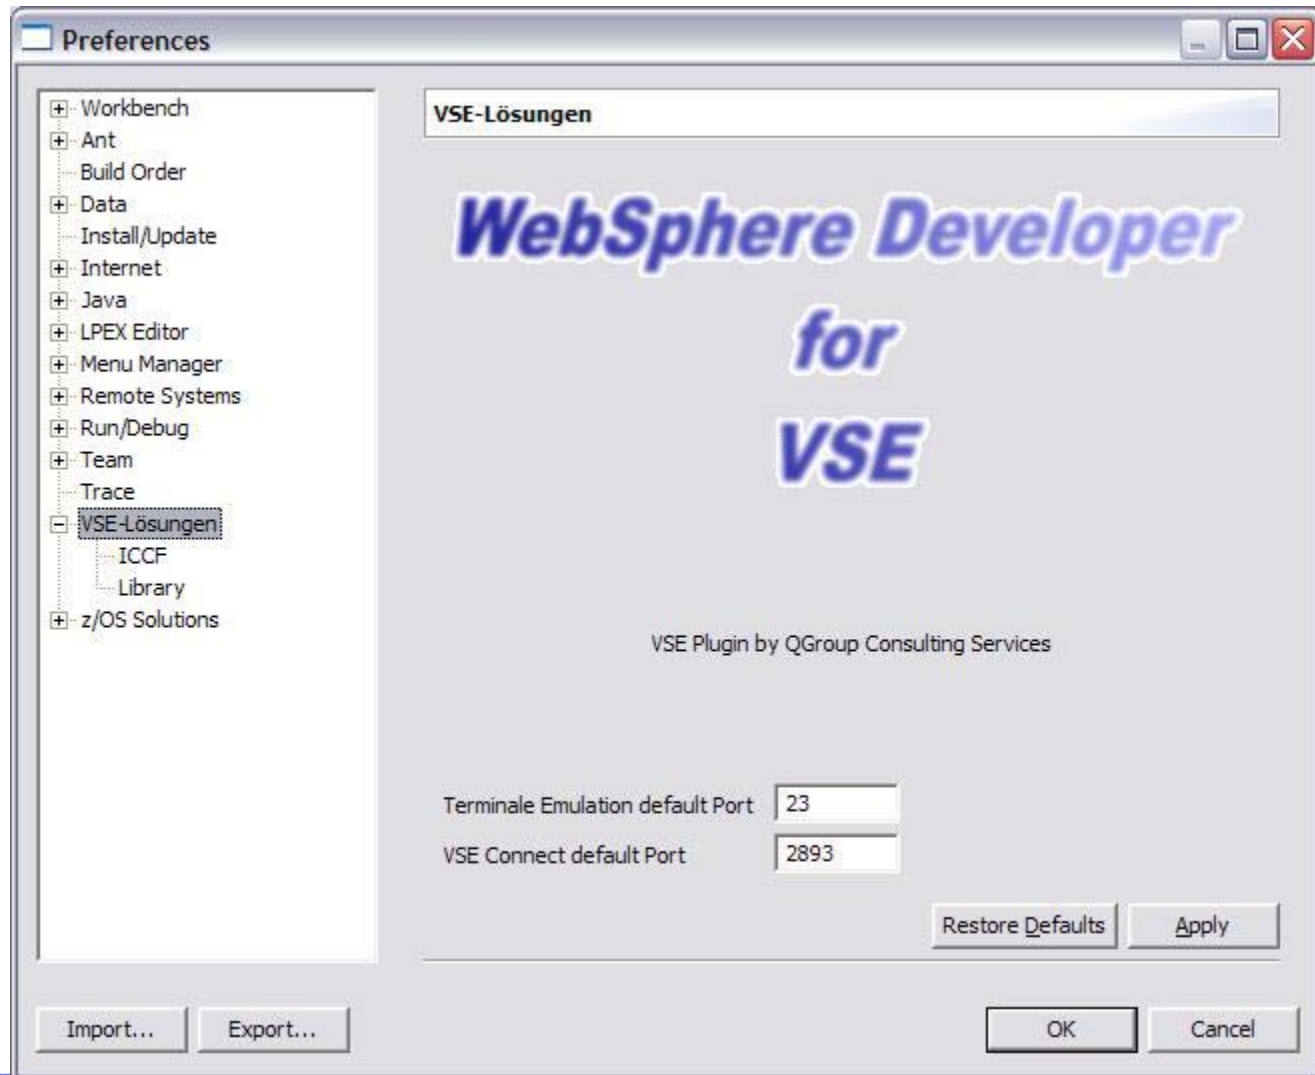 Preferences
Workbench
Ant
Build Order
Data
Install/Update
Internet
Java
LPEX Editor
Menu Manager
Remote Systems
Run/Debug
Team
Trace
VSE-Lösungen
ICCF
Library
z/OS Solutions
VSE-Lösungen
WebSphere Developer
for
VSE
VSE Plugin by QGroup Consulting Services
Terminale Emulation default Port 23
VSE Connect default Port 2893
Restore Defaults Apply
Import... Export... OK Cancel